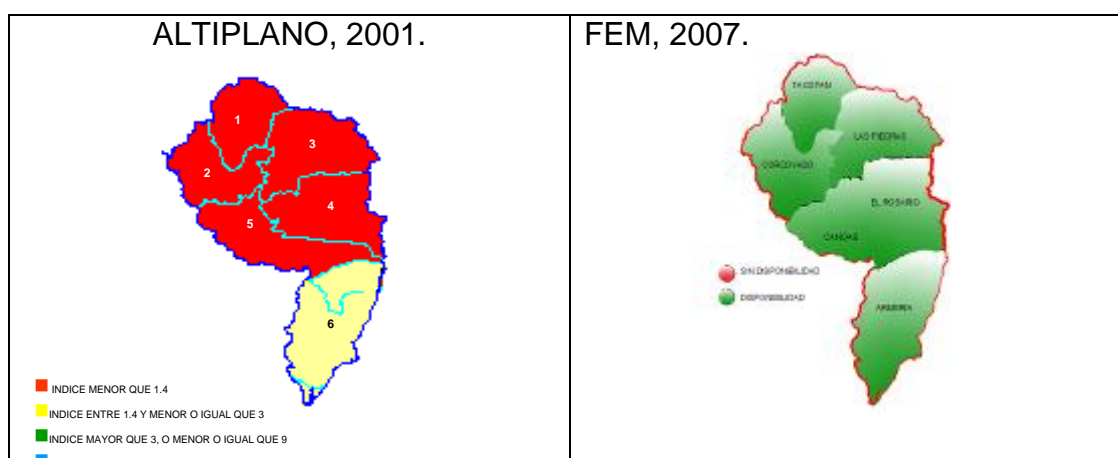 ALTIPLANO, 2001.
1
3
2
4
5
6
INDICE MENOR QUE 1.4
INDICE ENTRE 1.4 Y MENOR O IGUAL QUE 3
INDICE MAYOR QUE 3, O MENOR O IGUAL QUE 9
FEM, 2007.
LAS PIEDRAS
CORCOVADO
EL ROSARIO
CANOAS
SIN DISPONIBILIDAD
DISPONIBILIDAD
ARMERIA